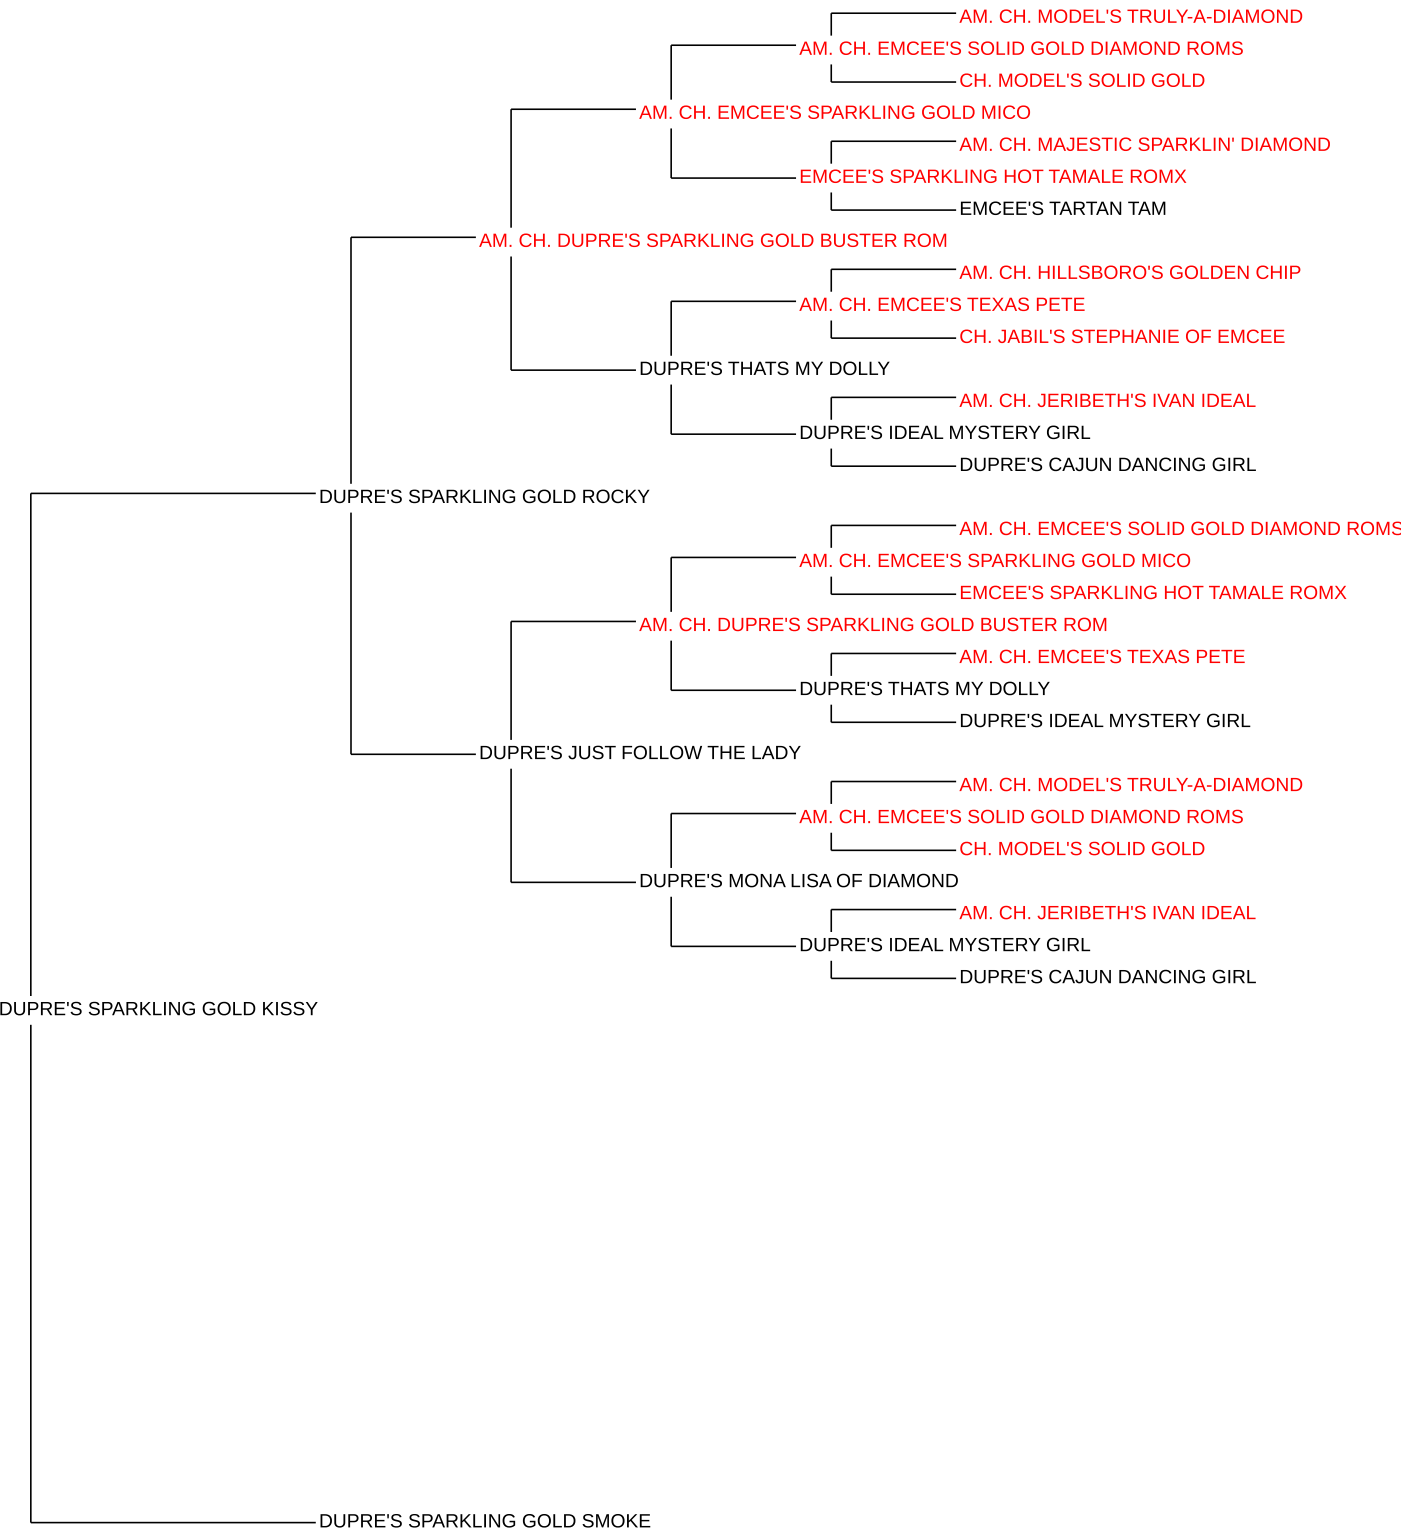 AM. CH. MODEL'S TRULY-A-DIAMOND
AM. CH. EMCEE'S SOLID GOLD DIAMOND ROMS
CH. MODEL'S SOLID GOLD
AM. CH. EMCEE'S SPARKLING GOLD MICO
AM. CH. MAJESTIC SPARKLIN' DIAMOND
EMCEE'S SPARKLING HOT TAMALE ROMX
EMCEE'S TARTAN TAM
AM. CH. DUPRE'S SPARKLING GOLD BUSTER ROM
AM. CH. HILLSBORO'S GOLDEN CHIP
AM. CH. EMCEE'S TEXAS PETE
CH. JABIL'S STEPHANIE OF EMCEE
DUPRE'S THATS MY DOLLY
AM. CH. JERIBETH'S IVAN IDEAL
DUPRE'S IDEAL MYSTERY GIRL
DUPRE'S CAJUN DANCING GIRL
DUPRE'S SPARKLING GOLD ROCKY
AM. CH. EMCEE'S SOLID GOLD DIAMOND ROMS
AM. CH. EMCEE'S SPARKLING GOLD MICO
EMCEE'S SPARKLING HOT TAMALE ROMX
AM. CH. DUPRE'S SPARKLING GOLD BUSTER ROM
AM. CH. EMCEE'S TEXAS PETE
DUPRE'S THATS MY DOLLY
DUPRE'S IDEAL MYSTERY GIRL
DUPRE'S JUST FOLLOW THE LADY
AM. CH. MODEL'S TRULY-A-DIAMOND
AM. CH. EMCEE'S SOLID GOLD DIAMOND ROMS
CH. MODEL'S SOLID GOLD
DUPRE'S MONA LISA OF DIAMOND
AM. CH. JERIBETH'S IVAN IDEAL
DUPRE'S IDEAL MYSTERY GIRL
DUPRE'S CAJUN DANCING GIRL
DUPRE'S SPARKLING GOLD KISSY
DUPRE'S SPARKLING GOLD SMOKE